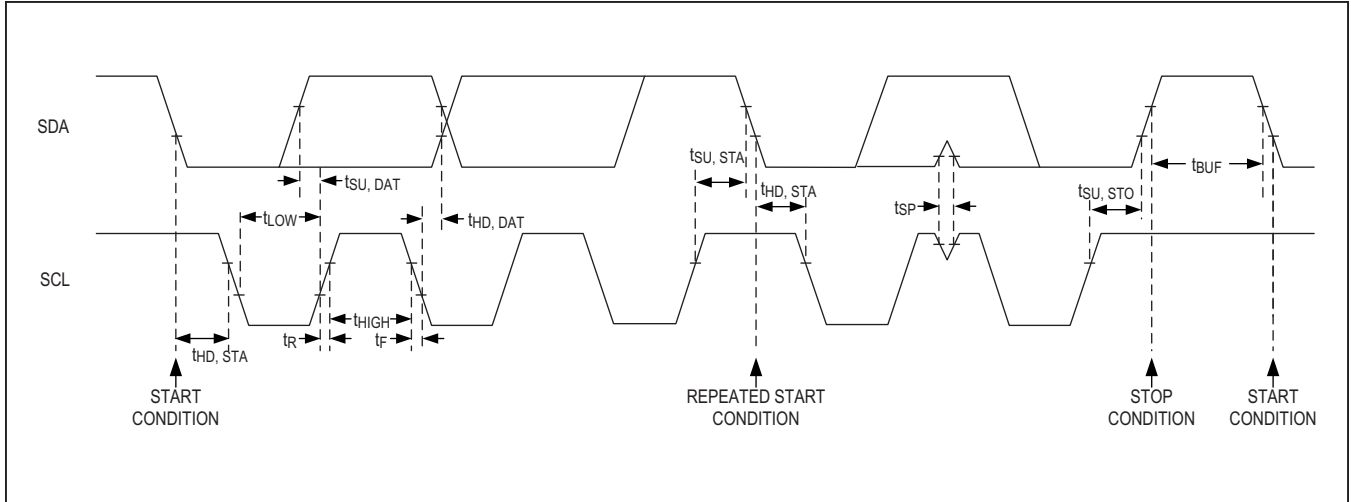 SDA
tSU, DAT
tLOW
tHD, DAT
tSU, STA
tHD, STA
tSP
tSU, STO
tBUF
SCL
tHD, STA
tR
tHIGH
tF
START
CONDITION
REPEATED START
CONDITION
STOP
CONDITION
START
CONDITION